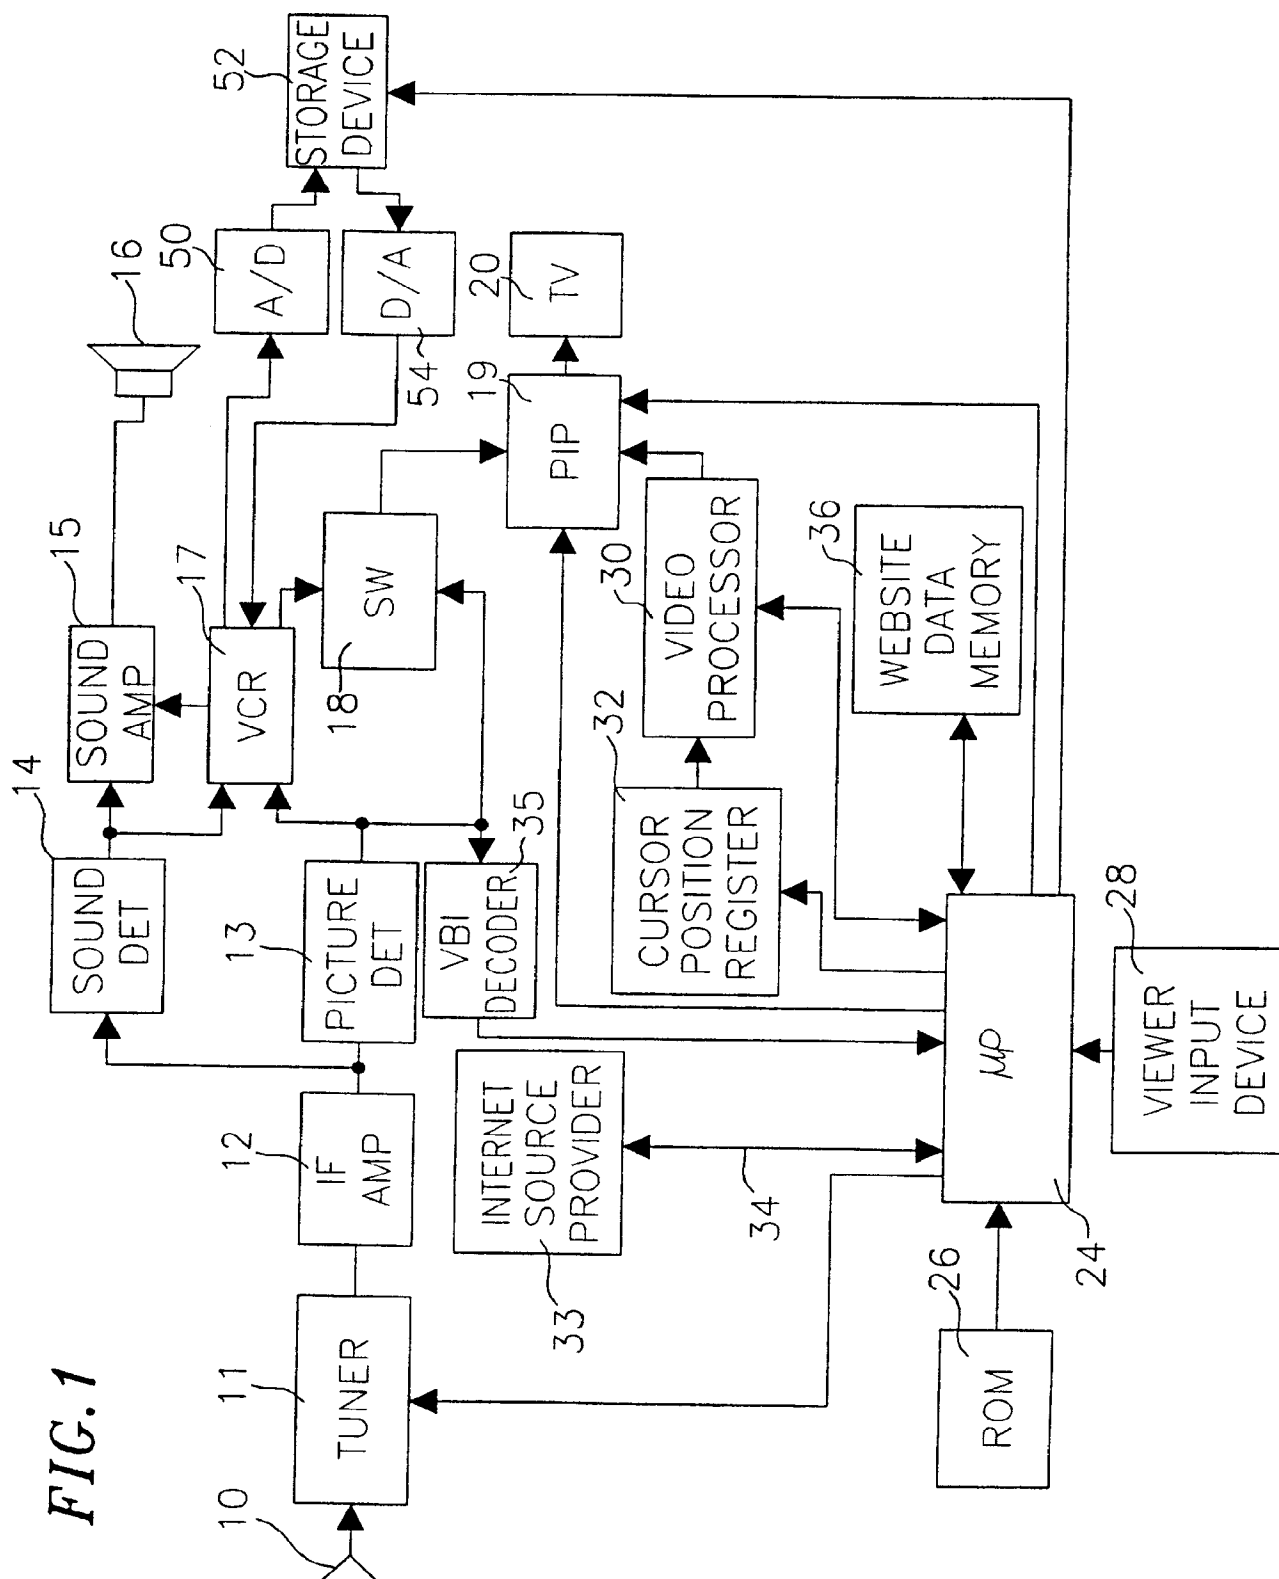 FIG.1
10
11
TUNER
12
IF
AMP
13
PICTURE
DET
14
SOUND
DET
15
SOUND
AMP
16
17
VCR
18
SW
50
A/D
52
STORAGE
DEVICE
D/A
54
19
PIP
20
TV
35
VBI
DECODER
INTERNET
SOURCE
PROVIDER
33
34
32
CURSOR
POSITION
REGISTER
30
VIDEO
PROCESSOR
36
WEBSITE
DATA
MEMORY
26
ROM
μp
24
28
VIEWER
INPUT
DEVICE